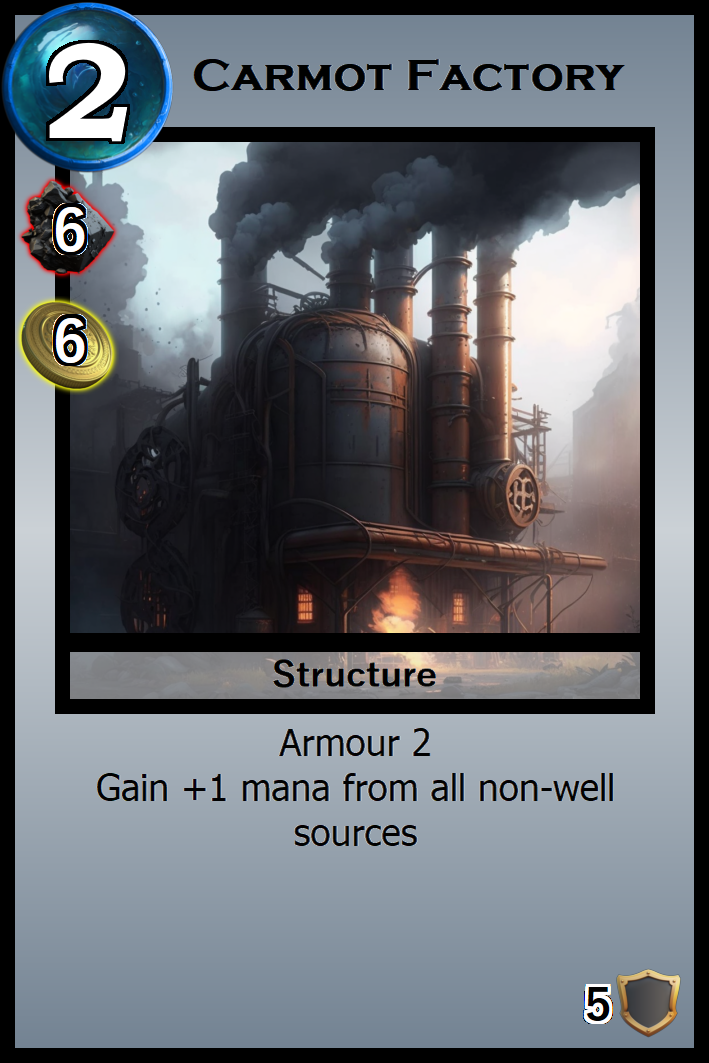 2
Carmot Factory
6
6
Structure
Armour 2
Gain +1 mana from all non-well
sources
5